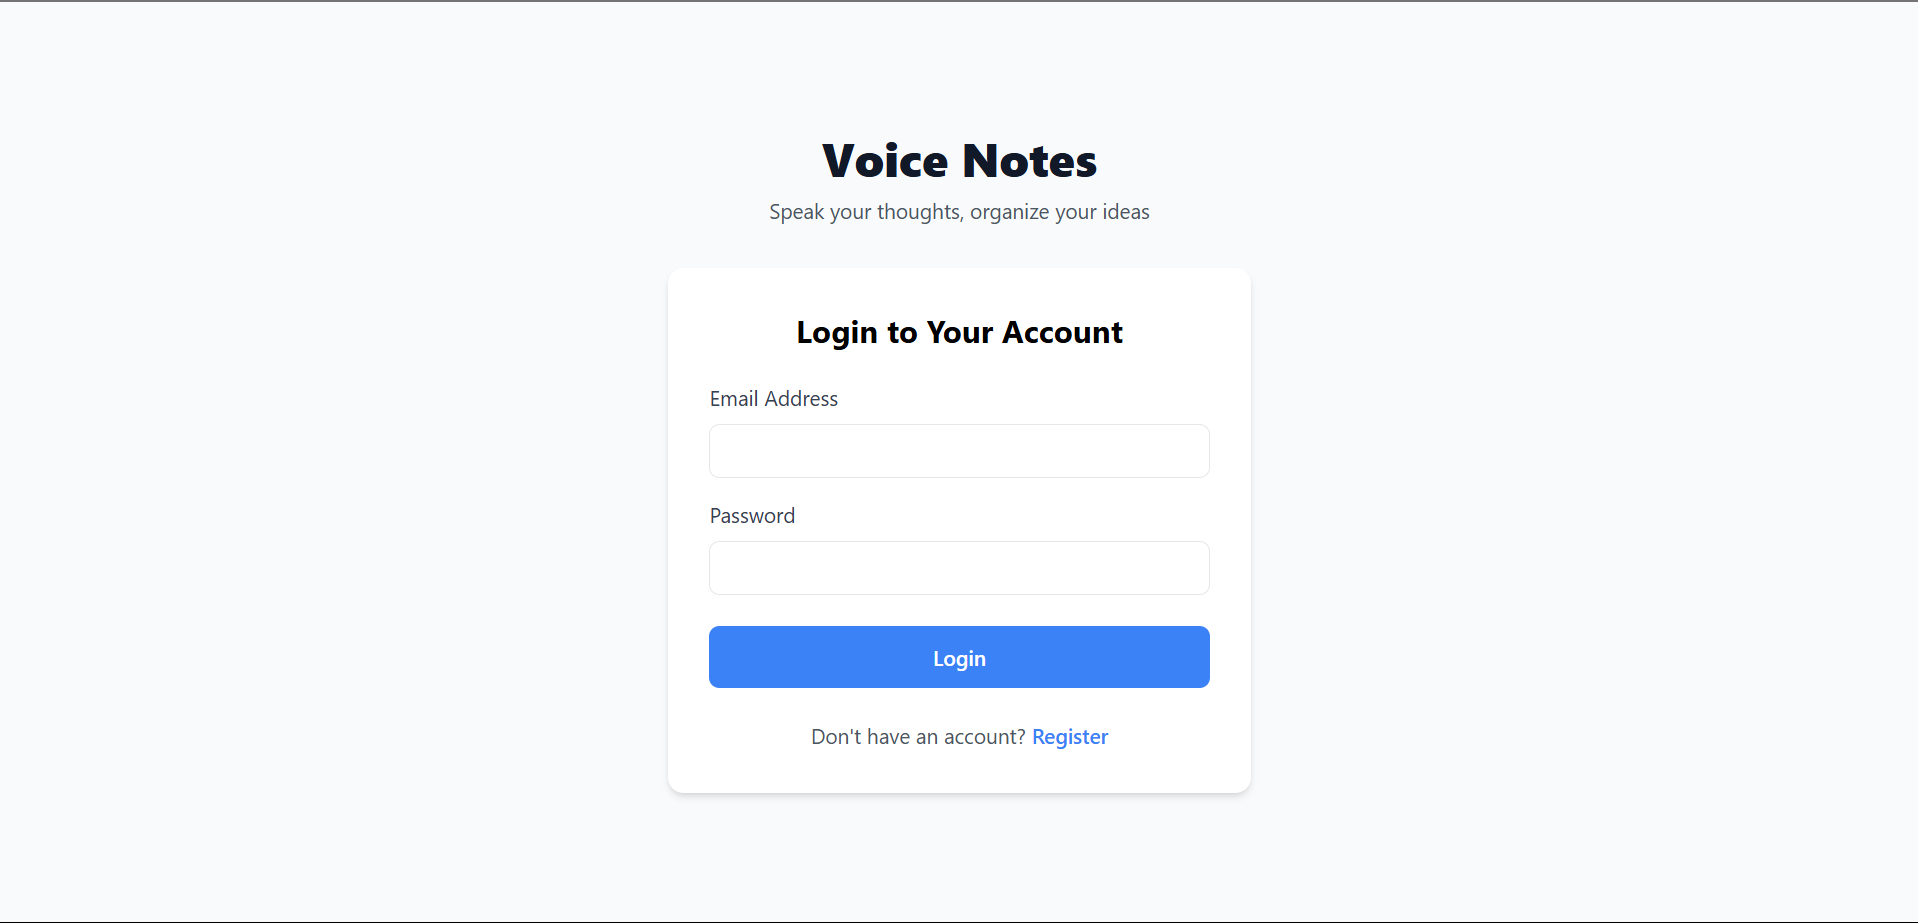 Voice Notes
Speak your thoughts, organize your ideas
Login to Your Account
Email Address
Password
Login
Don't have an account? Register